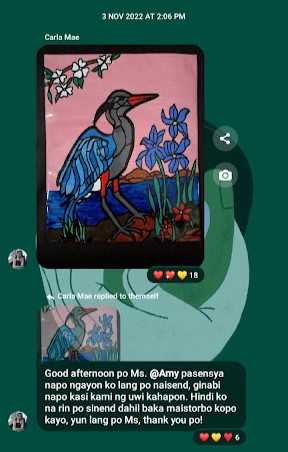 3 NOV 2022 AT 2:06 PM
Carla Mae
18
Carla Mae replied to themself
Good afternoon po Ms. @Amy pasensya
napo ngayon ko lang po naisend, ginabi
napo kasi kami ng uwi kahapon. Hindi ko
na rin po sinend dahil baka maistorbo kopo
kayo, yun lang po Ms, thank you po!
6